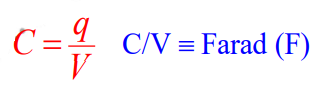 C = q/V C/V ≡ Farad (F)